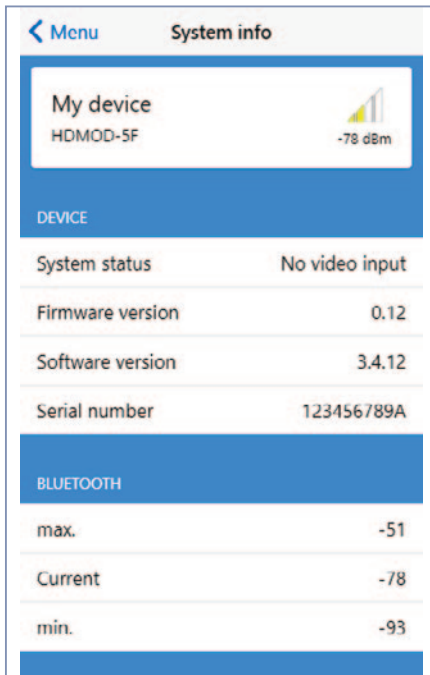 Menu System info
My device
HDMOD-5F
-78 dBm
DEVICE
System status No video input
Firmware version 0.12
Software version 3.4.12
Serial number 123456789A
BLUETOOTH
max. -51
Current -78
min. -93